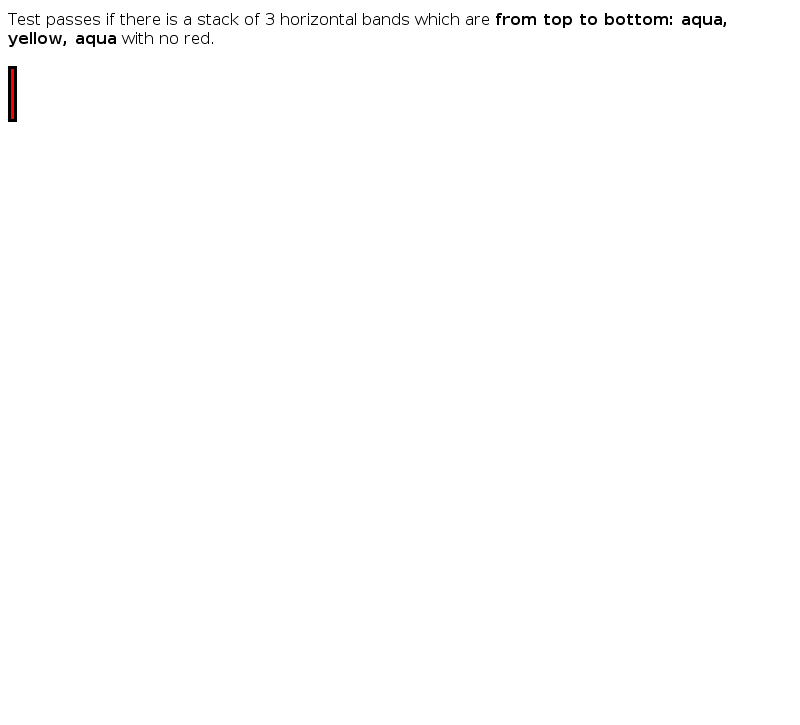 Test passes if there is a stack of 3 horizontal bands which are from top to bottom: aqua,
yellow, aqua with no red.